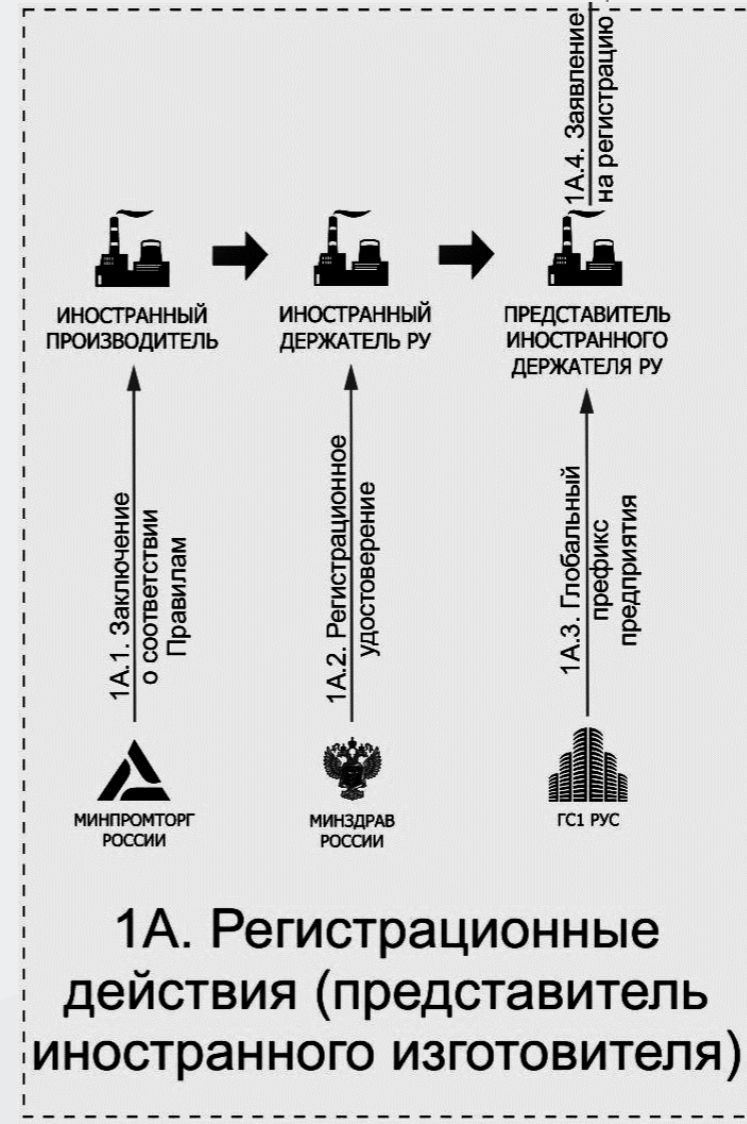 1А.4. Заявление
на регистрацию
ИНОСТРАННЫЙ
ПРОИЗВОДИТЕЛЬ
ИНОСТРАННЫЙ
ДЕРЖАТЕЛЬ РУ
ПРЕДСТАВИТЕЛЬ
ИНОСТРАННОГО
ДЕРЖАТЕЛЯ РУ
1А.1. Заключение
о соответствии
Правилам
1А.2. Регистрационное
удостоверение
1А.3. Глобальный
префикс
предприятия
МИНПРОМТОРГ
РОССИИ
МИНЗДРАВ
РОССИИ
ГС1 РУС
1А. Регистрационные
действия (представитель
иностранного изготовителя)